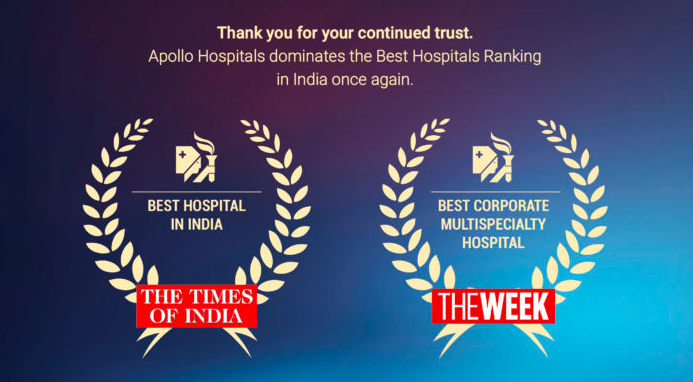 Thank you for your continued trust.
Apollo Hospitals dominates the Best Hospitals Ranking
in India once again.
BEST HOSPITAL
IN INDIA
THE TIMES
OF INDIA
BEST CORPORATE
MULTISPECIALTY
HOSPITAL
THEWEEK